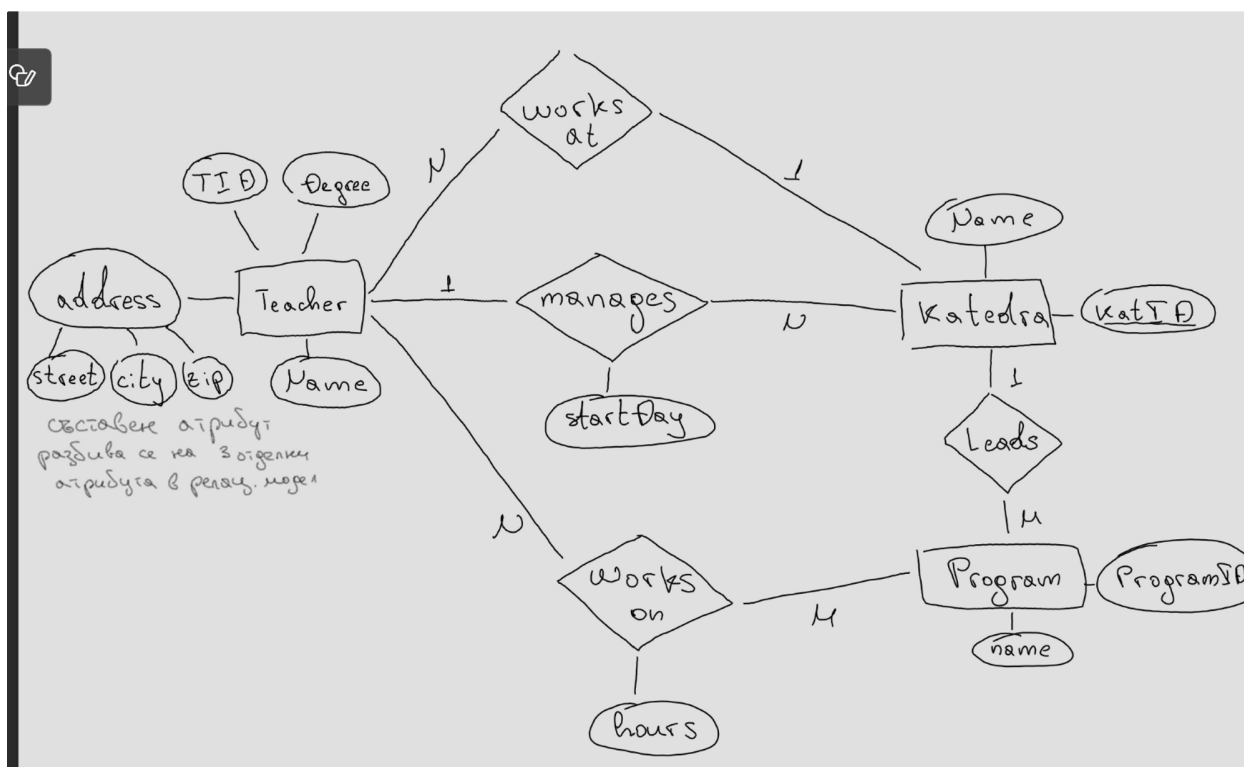 works
at
N
1
TID
Degree
Name
address
Teacher
1
manages
N
Katedra
KatID
street
city
zip
Name
startDay
1
Leads
съставен атрибут
разбива се на 3 отделни
атрибута в релац. модел
N
M
Works
on
M
Program
ProgramID
name
hours